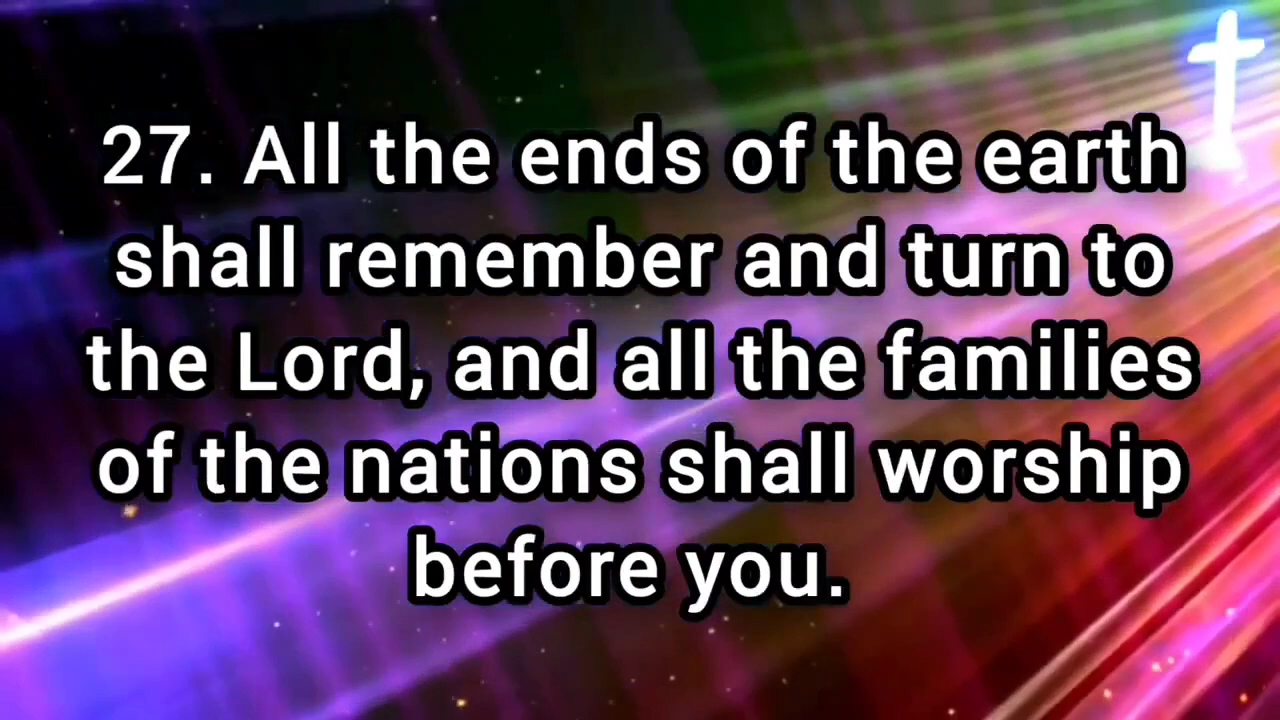 27. All the ends of the earth
shall remember and turn to
the Lord, and all the families
of the nations shall worship
before you.